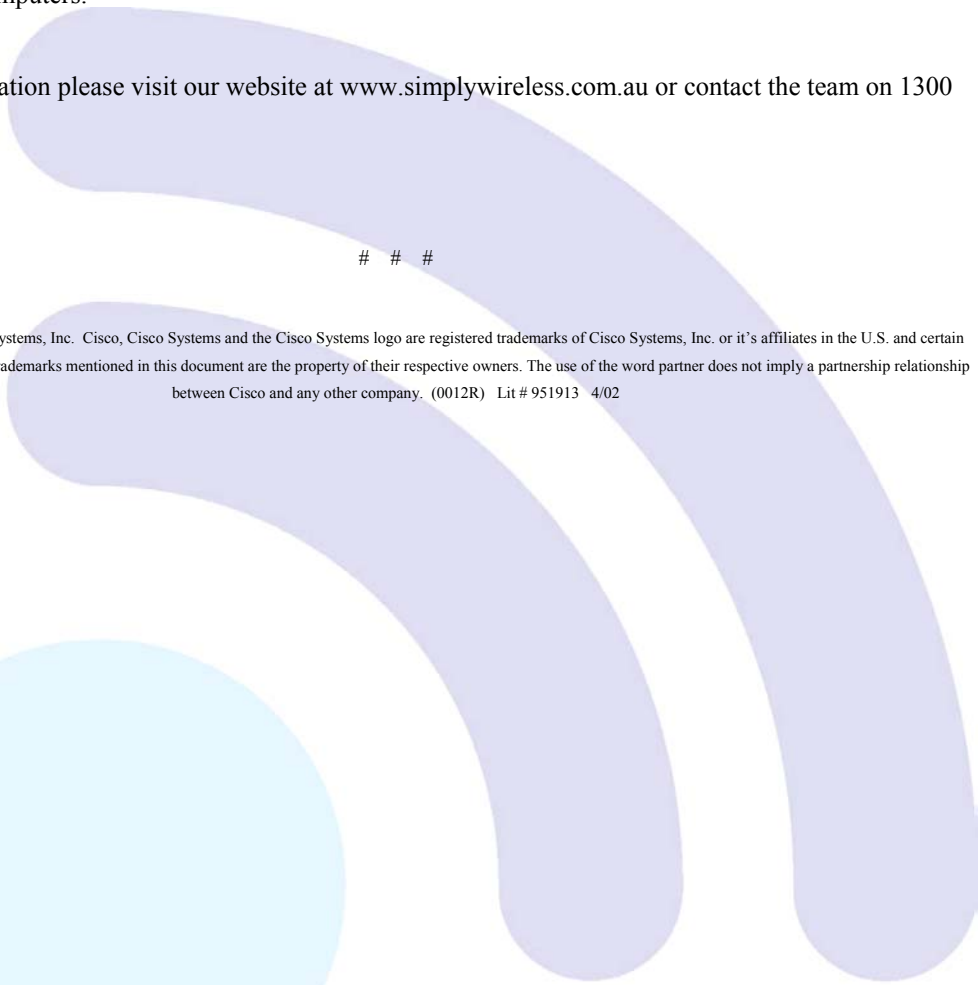 ation please visit our website at www.simplywireless.com.au or contact the team on 1300
# # #
ystems, Inc. Cisco, Cisco Systems and the Cisco Systems logo are registered trademarks of Cisco Systems, Inc. or it’s affiliates in the U.S. and certain
rademarks mentioned in this document are the property of their respective owners. The use of the word partner does not imply a partnership relationship
between Cisco and any other company. (0012R) Lit # 951913 4/02